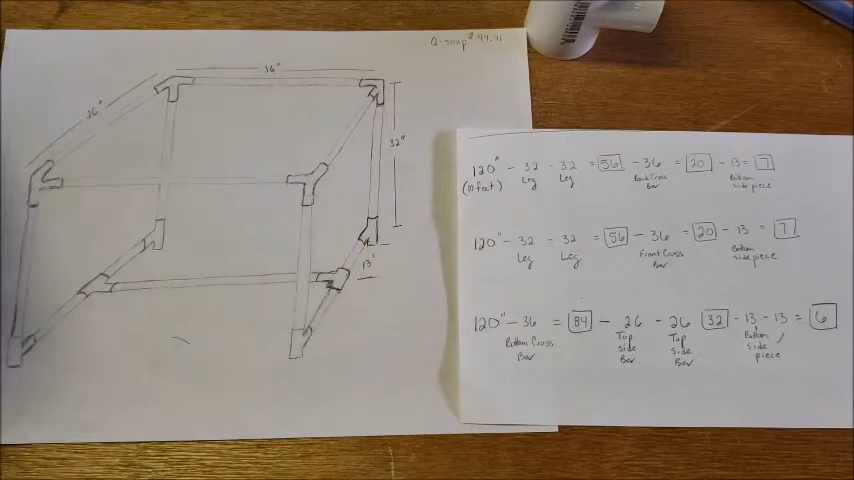 Q-snap $99.91
36"
26"
32"
13"
120" - 32 - 32 = 56 - 36 = 20 - 13 = 7
(10 feet) Leg Leg Back Cross Bar Bottom side piece
120" - 32 - 32 = 56 - 36 = 20 - 13 = 7
Leg Leg Front Cross Bar Bottom side piece
120" - 36 = 84 - 26 - 26 32 - 13 - 13 = 6
Bottom Cross Bar Top side Bar Top side Bar Bottom side piece